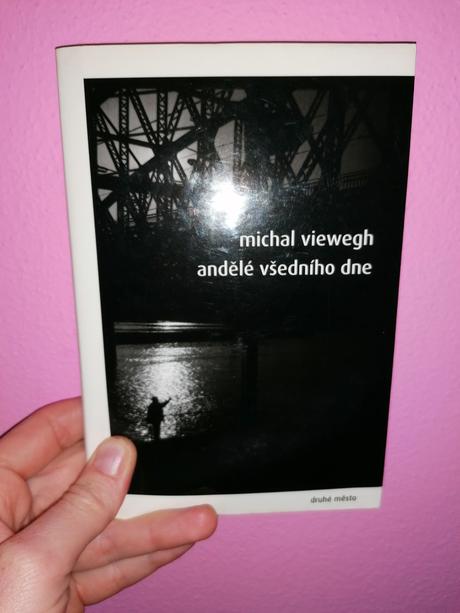 michal viewegh
andělé všedního dne
druhé město